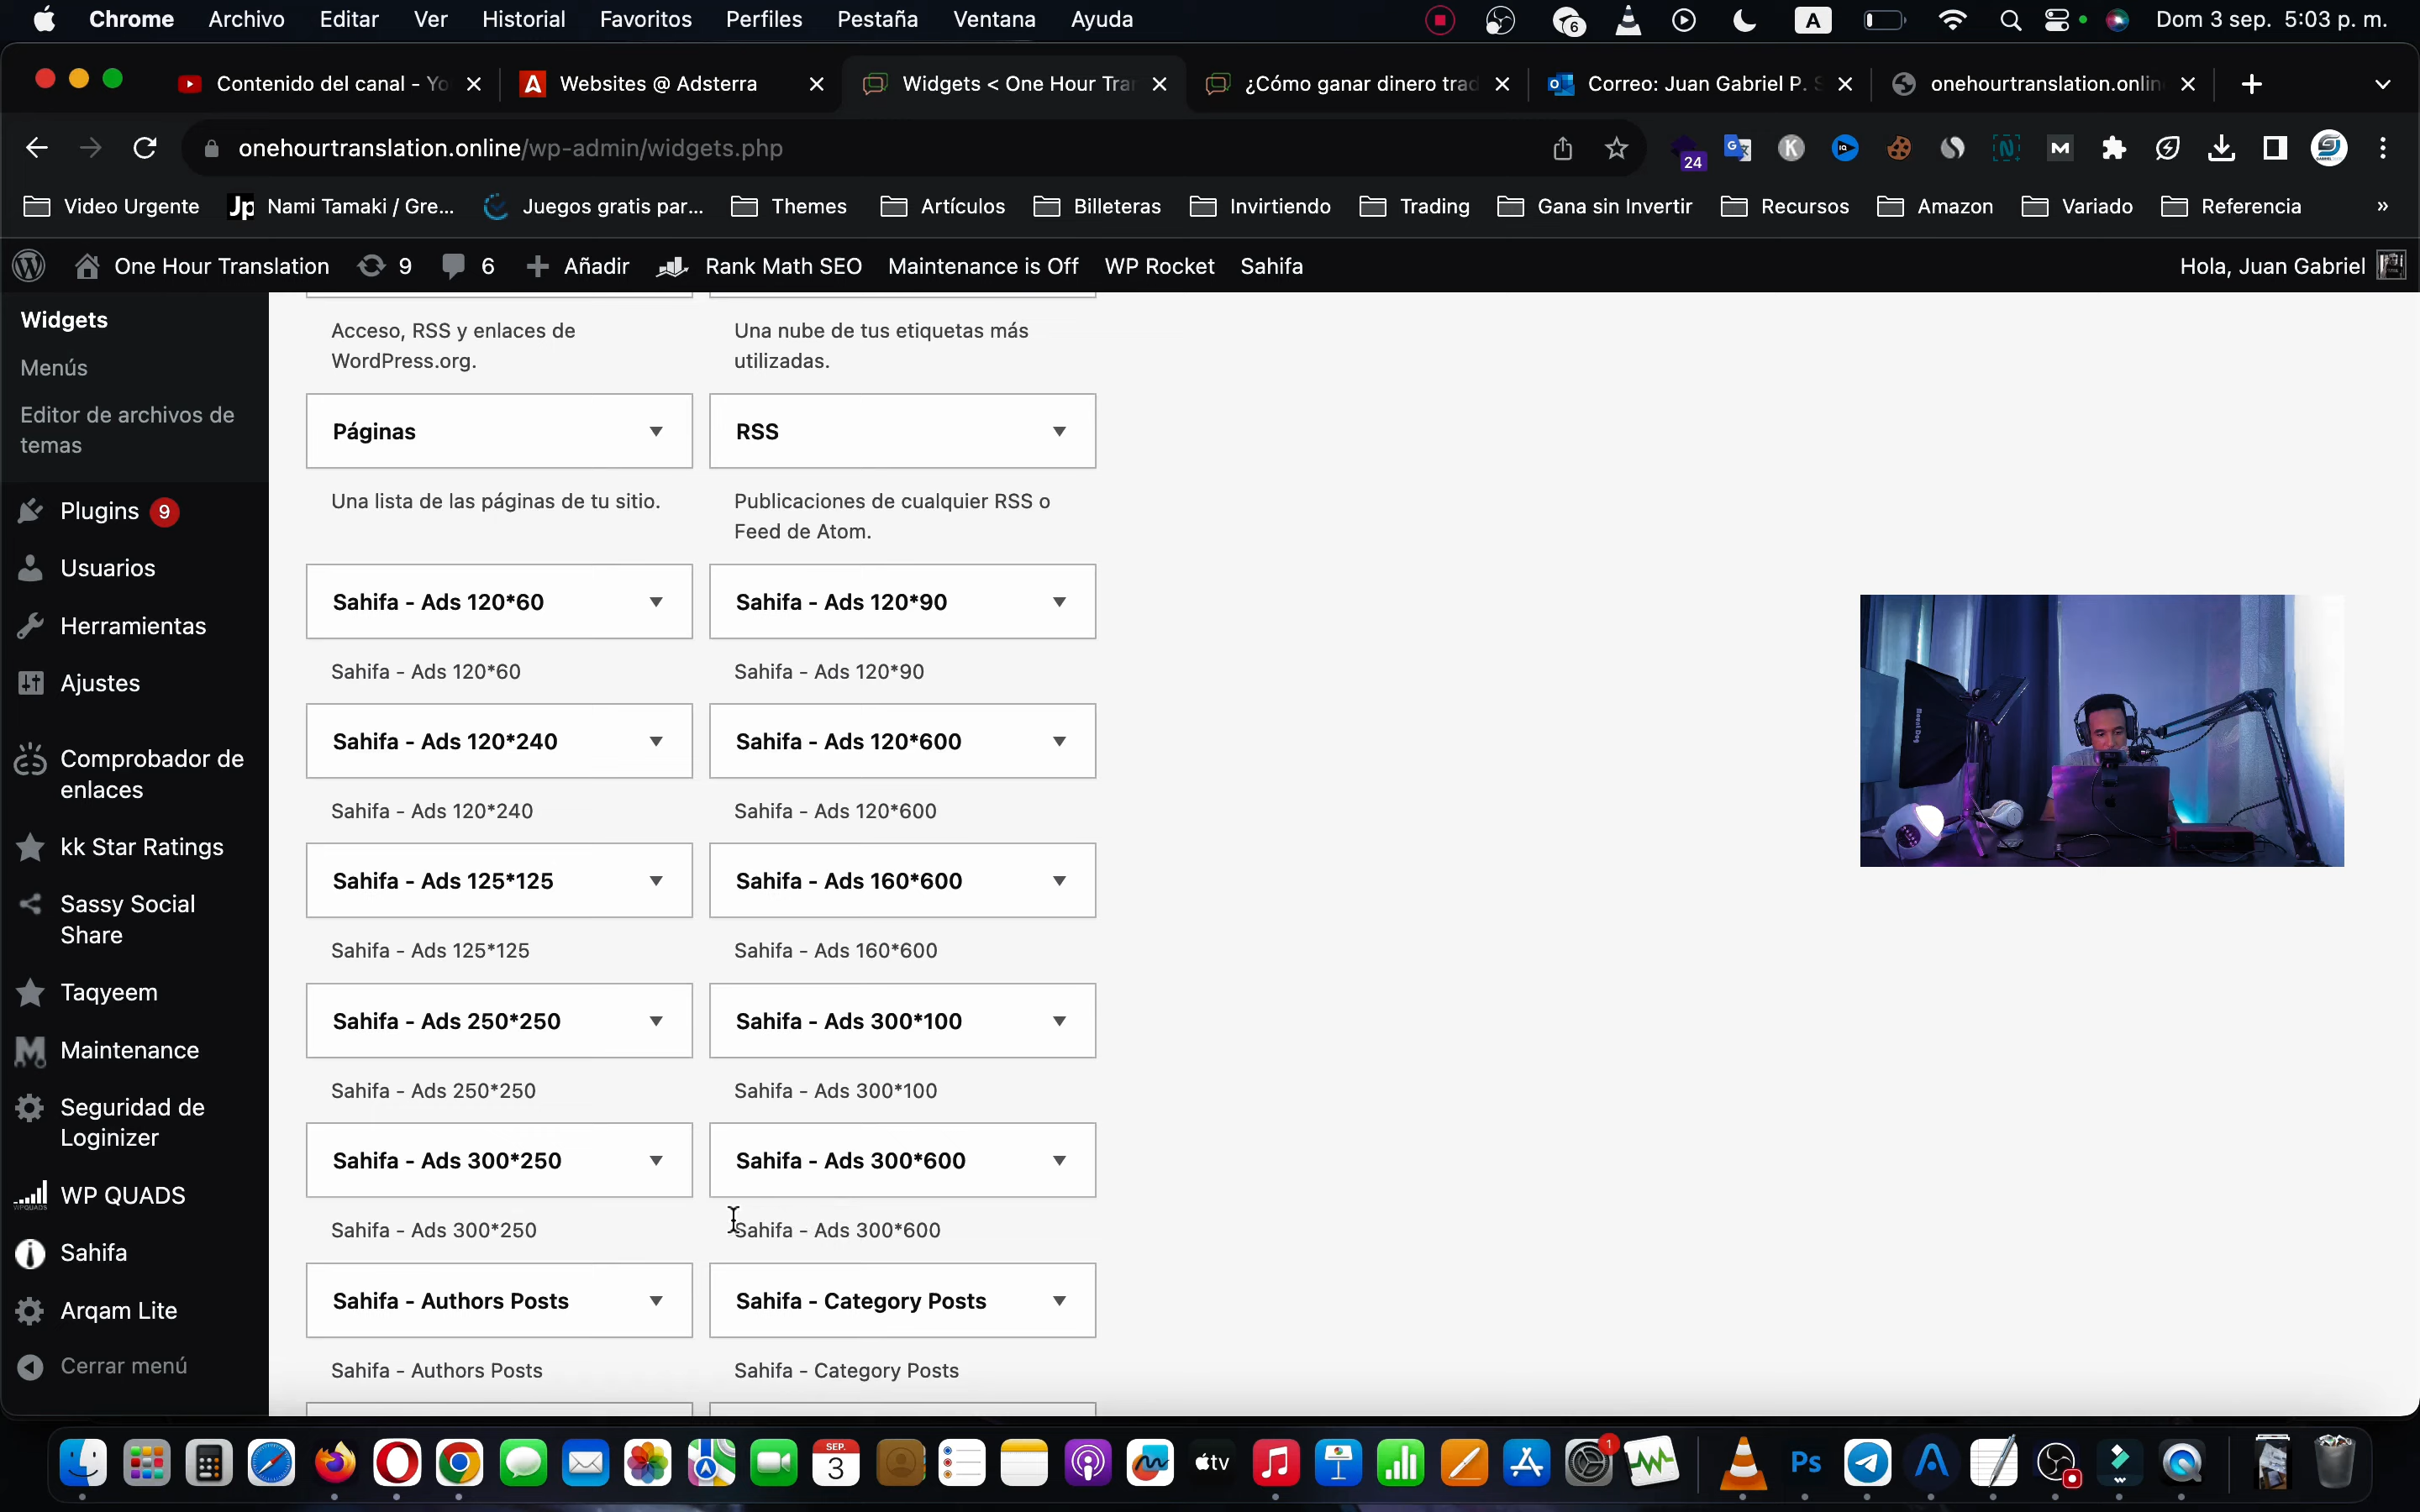 Chrome Archivo Editar Ver Historial Favoritos Perfiles Pestaña Ventana Ayuda 6 A Dom 3 sep. 5:03 p. m.
Contenido del canal - Yo Websites @ Adsterra Widgets < One Hour Tra ¿Cómo ganar dinero trad Correo: Juan Gabriel P. S onehourtranslation.onlin
onehourtranslation.online/wp-admin/widgets.php 24
Video Urgente Jp Nami Tamaki / Gre... Juegos gratis par... Themes Artículos Billeteras Invirtiendo Trading Gana sin Invertir Recursos Amazon Variado Referencia »
One Hour Translation 9 6 Añadir Rank Math SEO Maintenance is Off WP Rocket Sahifa Hola, Juan Gabriel
Widgets
Menús
Editor de archivos de
temas
Plugins 9
Usuarios
Herramientas
Ajustes
Comprobador de
enlaces
kk Star Ratings
Sassy Social
Share
Taqyeem
Maintenance
Seguridad de
Loginizer
WP QUADS
Sahifa
Arqam Lite
Cerrar menú
Acceso, RSS y enlaces de
WordPress.org.
Una nube de tus etiquetas más
utilizadas.
Páginas RSS
Una lista de las páginas de tu sitio.
Publicaciones de cualquier RSS o
Feed de Atom.
Sahifa - Ads 120*60 Sahifa - Ads 120*90
Sahifa - Ads 120*60 Sahifa - Ads 120*90
Sahifa - Ads 120*240 Sahifa - Ads 120*600
Sahifa - Ads 120*240 Sahifa - Ads 120*600
Sahifa - Ads 125*125 Sahifa - Ads 160*600
Sahifa - Ads 125*125 Sahifa - Ads 160*600
Sahifa - Ads 250*250 Sahifa - Ads 300*100
Sahifa - Ads 250*250 Sahifa - Ads 300*100
Sahifa - Ads 300*250 Sahifa - Ads 300*600
Sahifa - Ads 300*250 Sahifa - Ads 300*600
Sahifa - Authors Posts Sahifa - Category Posts
Sahifa - Authors Posts Sahifa - Category Posts
SEP.
3
tv
1
Ps